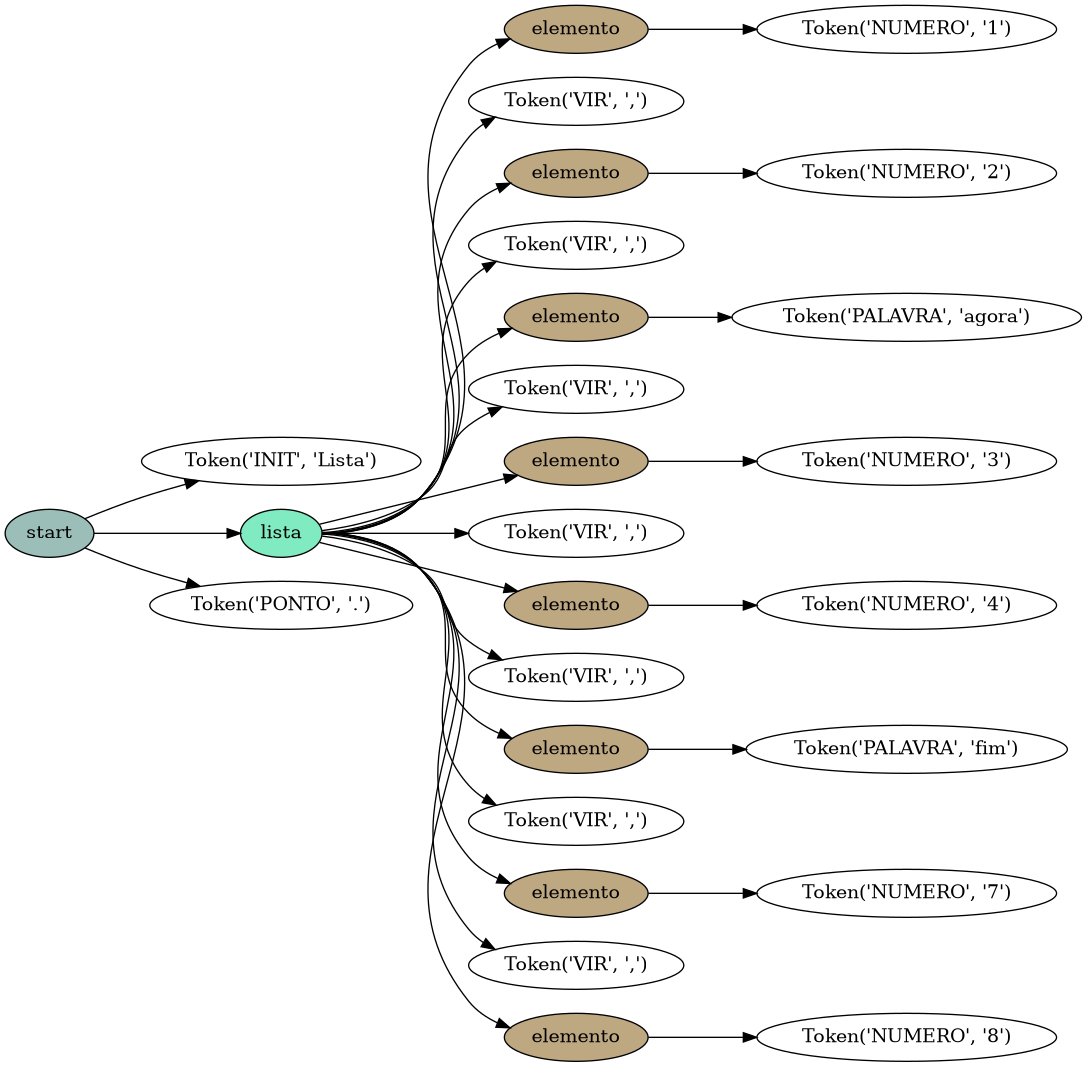 elemento
Token('NUMERO', '1')
Token('VIR', ',')
elemento
Token('NUMERO', '2')
Token('VIR', ',')
elemento
Token('PALAVRA', 'agora')
Token('VIR', ',')
Token('INIT', 'Lista')
elemento
Token('NUMERO', '3')
start
lista
Token('VIR', ',')
Token('PONTO', '.')
elemento
Token('NUMERO', '4')
Token('VIR', ',')
elemento
Token('PALAVRA', 'fim')
Token('VIR', ',')
elemento
Token('NUMERO', '7')
Token('VIR', ',')
elemento
Token('NUMERO', '8')